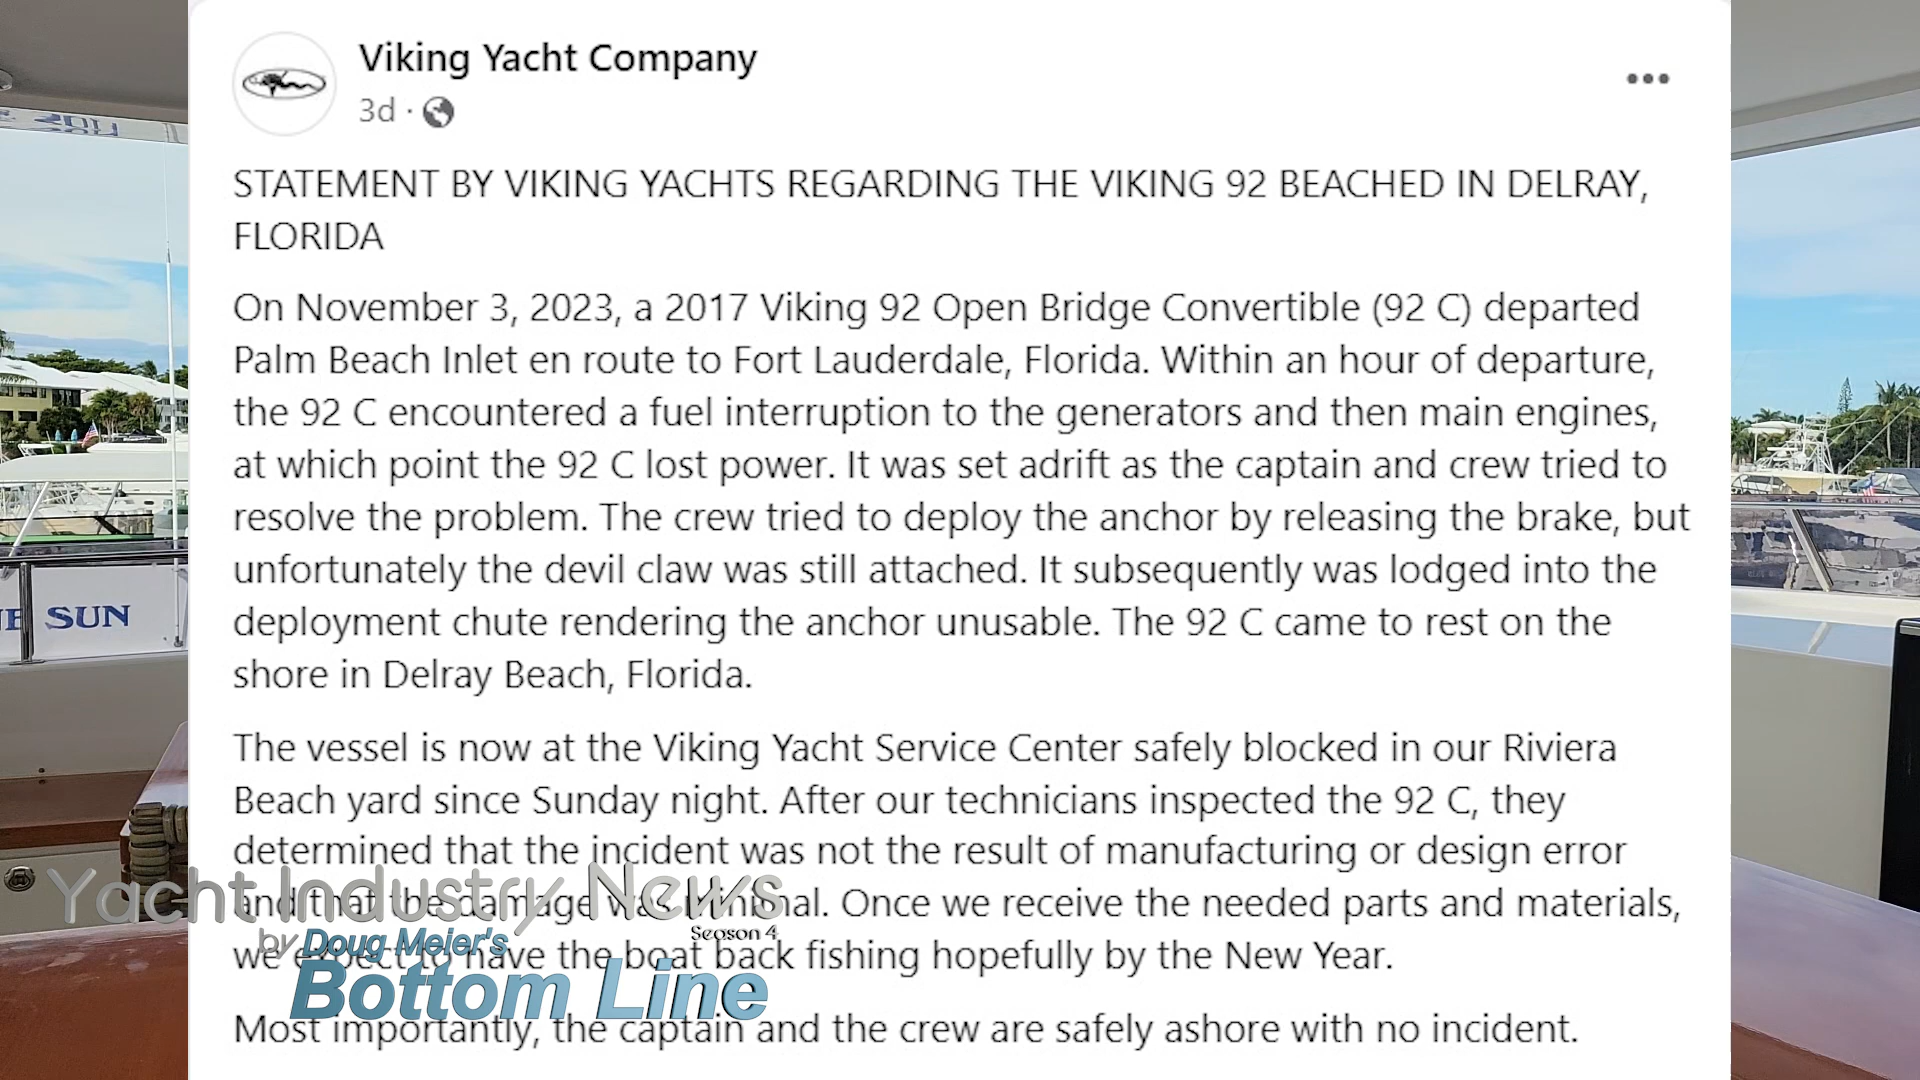 Viking Yacht Company
3d ·
STATEMENT BY VIKING YACHTS REGARDING THE VIKING 92 BEACHED IN DELRAY,
FLORIDA
On November 3, 2023, a 2017 Viking 92 Open Bridge Convertible (92 C) departed
Palm Beach Inlet en route to Fort Lauderdale, Florida. Within an hour of departure,
the 92 C encountered a fuel interruption to the generators and then main engines,
at which point the 92 C lost power. It was set adrift as the captain and crew tried to
resolve the problem. The crew tried to deploy the anchor by releasing the brake, but
unfortunately the devil claw was still attached. It subsequently was lodged into the
deployment chute rendering the anchor unusable. The 92 C came to rest on the
shore in Delray Beach, Florida.
The vessel is now at the Viking Yacht Service Center safely blocked in our Riviera
Beach yard since Sunday night. After our technicians inspected the 92 C, they
determined that the incident was not the result of manufacturing or design error
and that the damage was minimal. Once we receive the needed parts and materials,
we expect to have the boat back fishing hopefully by the New Year.
Most importantly, the captain and the crew are safely ashore with no incident.
SUN
Yacht Industry News
Season 4
by Doug Meier's
Bottom Line